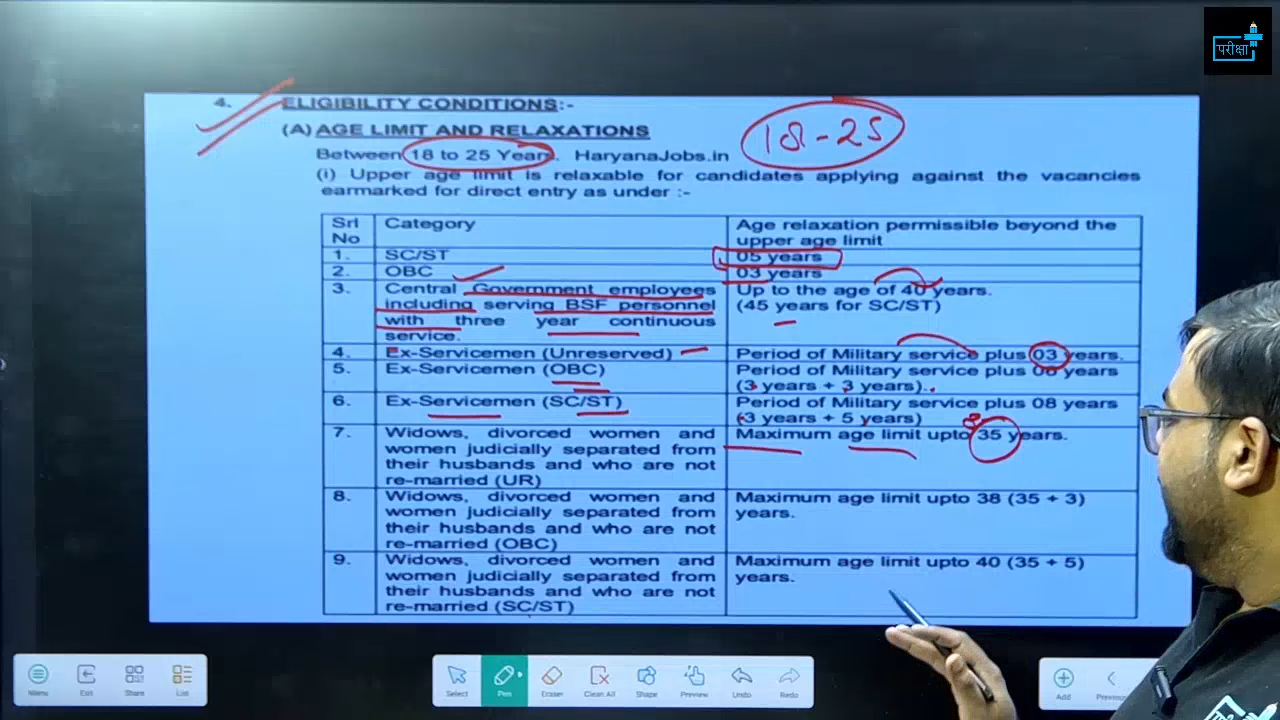 परीक्षा
4. ELIGIBILITY CONDITIONS:-
(A) AGE LIMIT AND RELAXATIONS
18-25
Between 18 to 25 Years. HaryanaJobs.in
(i) Upper age limit is relaxable for candidates applying against the vacancies
earmarked for direct entry as under :-
Srl No Category Age relaxation permissible beyond the upper age limit
1. SC/ST 05 years
2. OBC 03 years
3. Central Government employees Up to the age of 40 years.
including serving BSF personnel (45 years for SC/ST)
with three year continuous
service.
4. Ex-Servicemen (Unreserved) Period of Military service plus 03 years.
5. Ex-Servicemen (OBC) Period of Military service plus 06 years
(3 years + 3 years).
6. Ex-Servicemen (SC/ST) Period of Military service plus 08 years
(3 years + 5 years)
7. Widows, divorced women and Maximum age limit upto 35 years.
women judicially separated from
their husbands and who are not
re-married (UR)
8. Widows, divorced women and Maximum age limit upto 38 (35 + 3)
women judicially separated from years.
their husbands and who are not
re-married (OBC)
9. Widows, divorced women and Maximum age limit upto 40 (35 + 5)
women judicially separated from years.
their husbands and who are not
re-married (SC/ST)
Menu Exit Share List Select Pen Eraser Clean All Shape Preview Undo Redo Add Previous